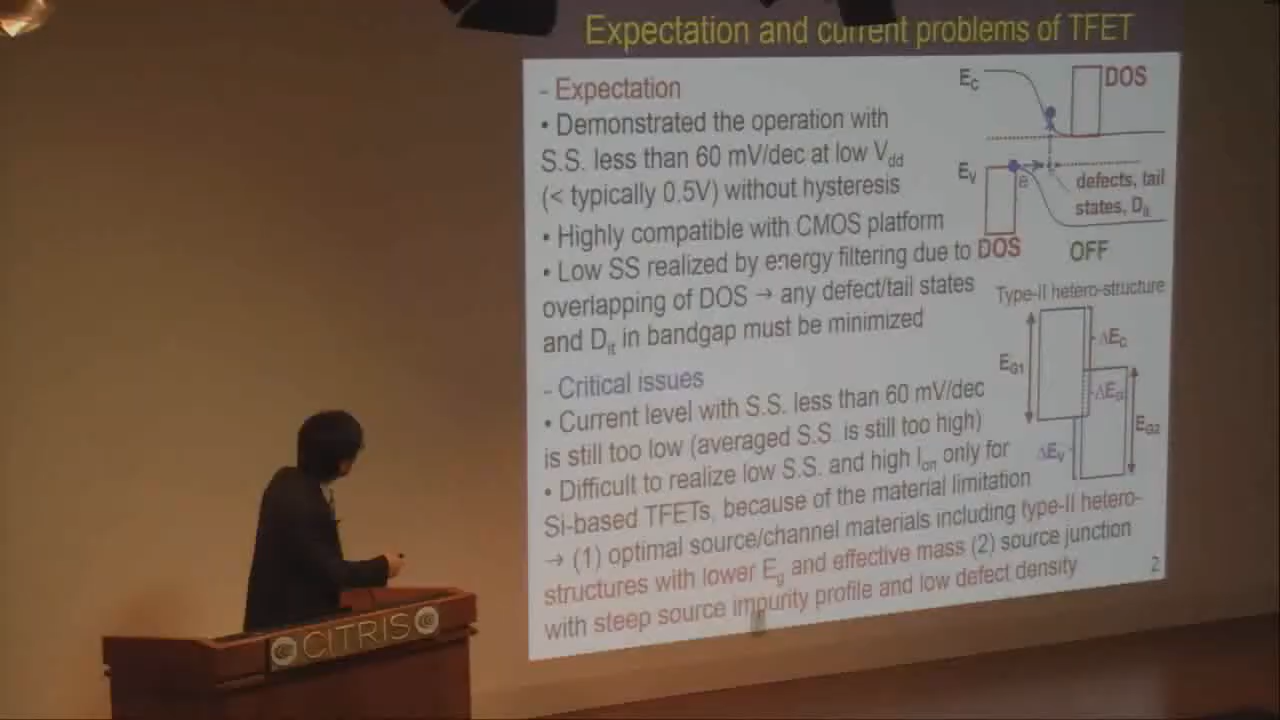 Expectation and current problems of TFET
- Expectation
• Demonstrated the operation with
S.S. less than 60 mV/dec at low Vdd
(< typically 0.5V) without hysteresis
• Highly compatible with CMOS platform
• Low SS realized by energy filtering due to
overlapping of DOS → any defect/tail states
and Dit in bandgap must be minimized
- Critical issues
• Current level with S.S. less than 60 mV/dec
is still too low (averaged S.S. is still too high)
• Difficult to realize low S.S. and high Ion only for
Si-based TFETs, because of the material limitation
→ (1) optimal source/channel materials including type-II hetero-
structures with lower Eg and effective mass (2) source junction
with steep source impurity profile and low defect density
EC
DOS
EV
e
defects, tail
states, Dit
DOS
OFF
Type-II hetero-structure
ΔEC
EG1
EG2
ΔEV
2
CITRIS